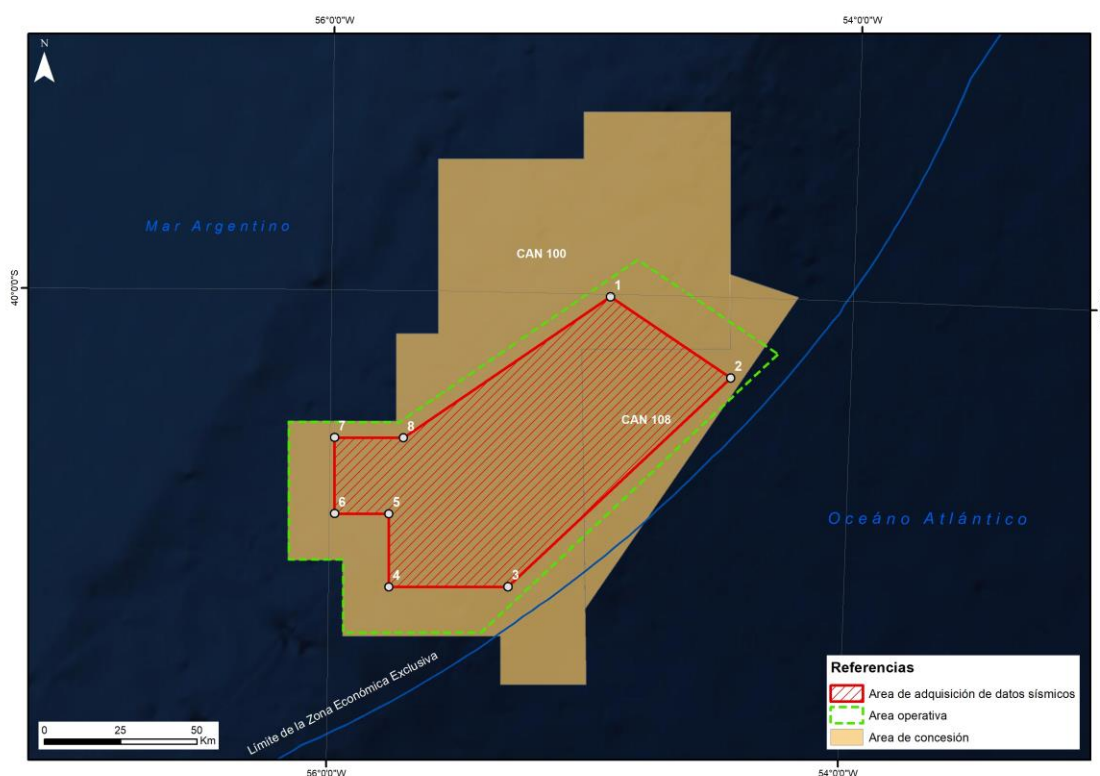 56°0'0"W
54°0'0"W
N
Mar Argentino
CAN 100
40°0'0"S
1
2
CAN 108
7
8
6
5
Oceáno Atlántico
4
3
Límite de la Zona Económica Exclusiva
Referencias
Area de adquisición de datos sísmicos
Area operativa
Area de concesión
0
25
50
Km
56°0'0"W
54°0'0"W